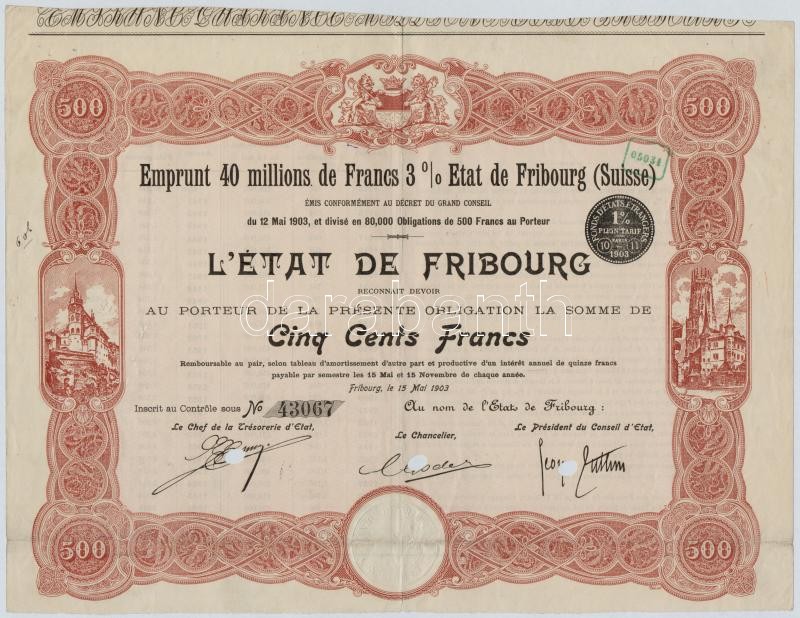 500
500
Emprunt 40 millions de Francs 3% Etat de Fribourg (Suisse)
05034
ÉMIS CONFORMÉMENT AU DÉCRET DU GRAND CONSEIL
du 12 Mai 1903, et divisé en 80,000 Obligations de 500 Francs au Porteur
FONDS D'ETATS ETRANGERS
1%
PLEIN TARIF
PARIS
10 - 11
1903
L'ÉTAT DE FRIBOURG
RECONNAIT DEVOIR
AU PORTEUR DE LA PRÉSENTE OBLIGATION LA SOMME DE
darabanth
Cinq Cents Francs
Remboursable au pair, selon tableau d'amortissement d'autre part et productive d'un intérêt annuel de quinze francs
payable par semestre les 15 Mai et 15 Novembre de chaque année.
Fribourg, le 15 Mai 1903
Inscrit au Contrôle sous No 43067
Au nom de l'Etat de Fribourg :
Le Chef de la Trésorerie d'Etat,
Le Chancelier,
Le Président du Conseil d'Etat,
500
500